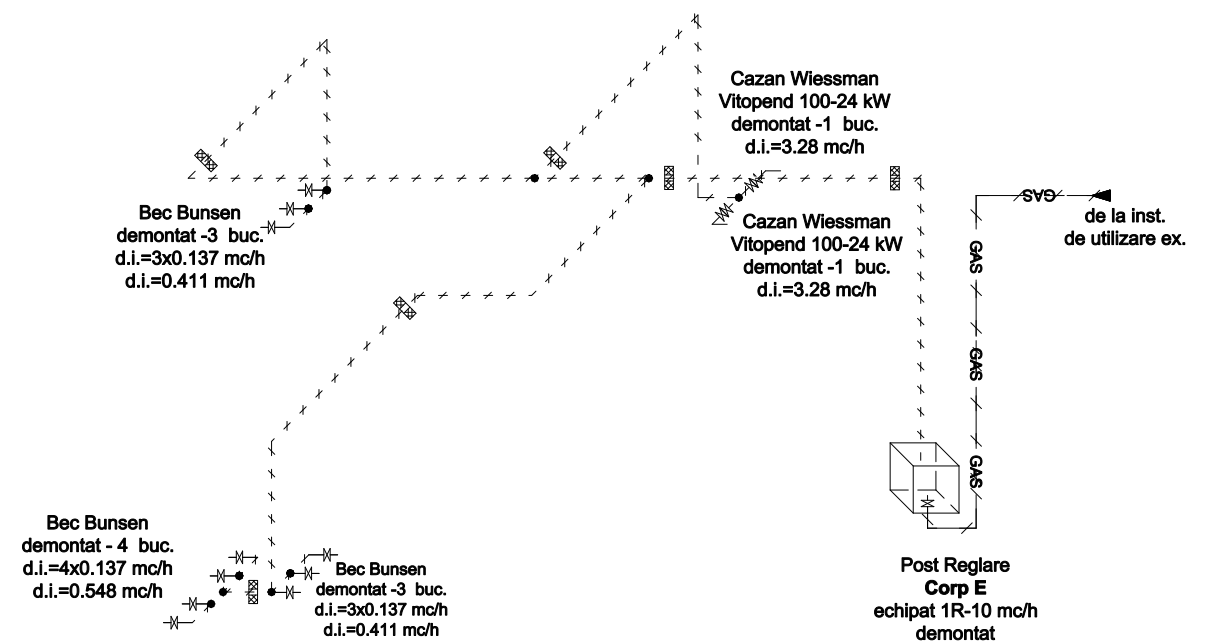 Cazan Wiessman
Vitopend 100-24 kW
demontat -1 buc.
d.i.=3.28 mc/h
Bec Bunsen
demontat -3 buc.
d.i.=3x0.137 mc/h
d.i.=0.411 mc/h
Cazan Wiessman
Vitopend 100-24 kW
demontat -1 buc.
d.i.=3.28 mc/h
GAS
de la inst.
de utilizare ex.
GAS
GAS
GAS
Bec Bunsen
demontat - 4 buc.
d.i.=4x0.137 mc/h
d.i.=0.548 mc/h
Bec Bunsen
demontat -3 buc.
d.i.=3x0.137 mc/h
d.i.=0.411 mc/h
Post Reglare
Corp E
echipat 1R-10 mc/h
demontat